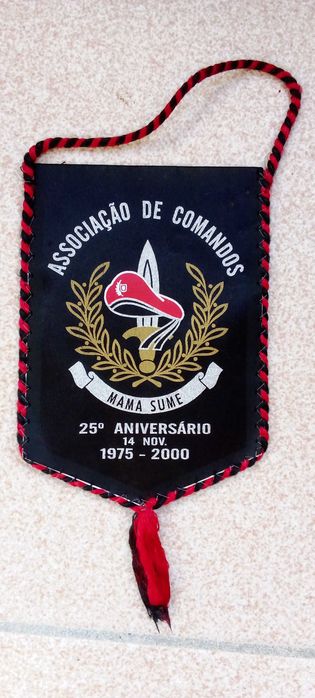 ASSOCIAÇÃO DE COMANDOS
MAMA SUME
25º ANIVERSÁRIO
14 NOV.
1975 - 2000